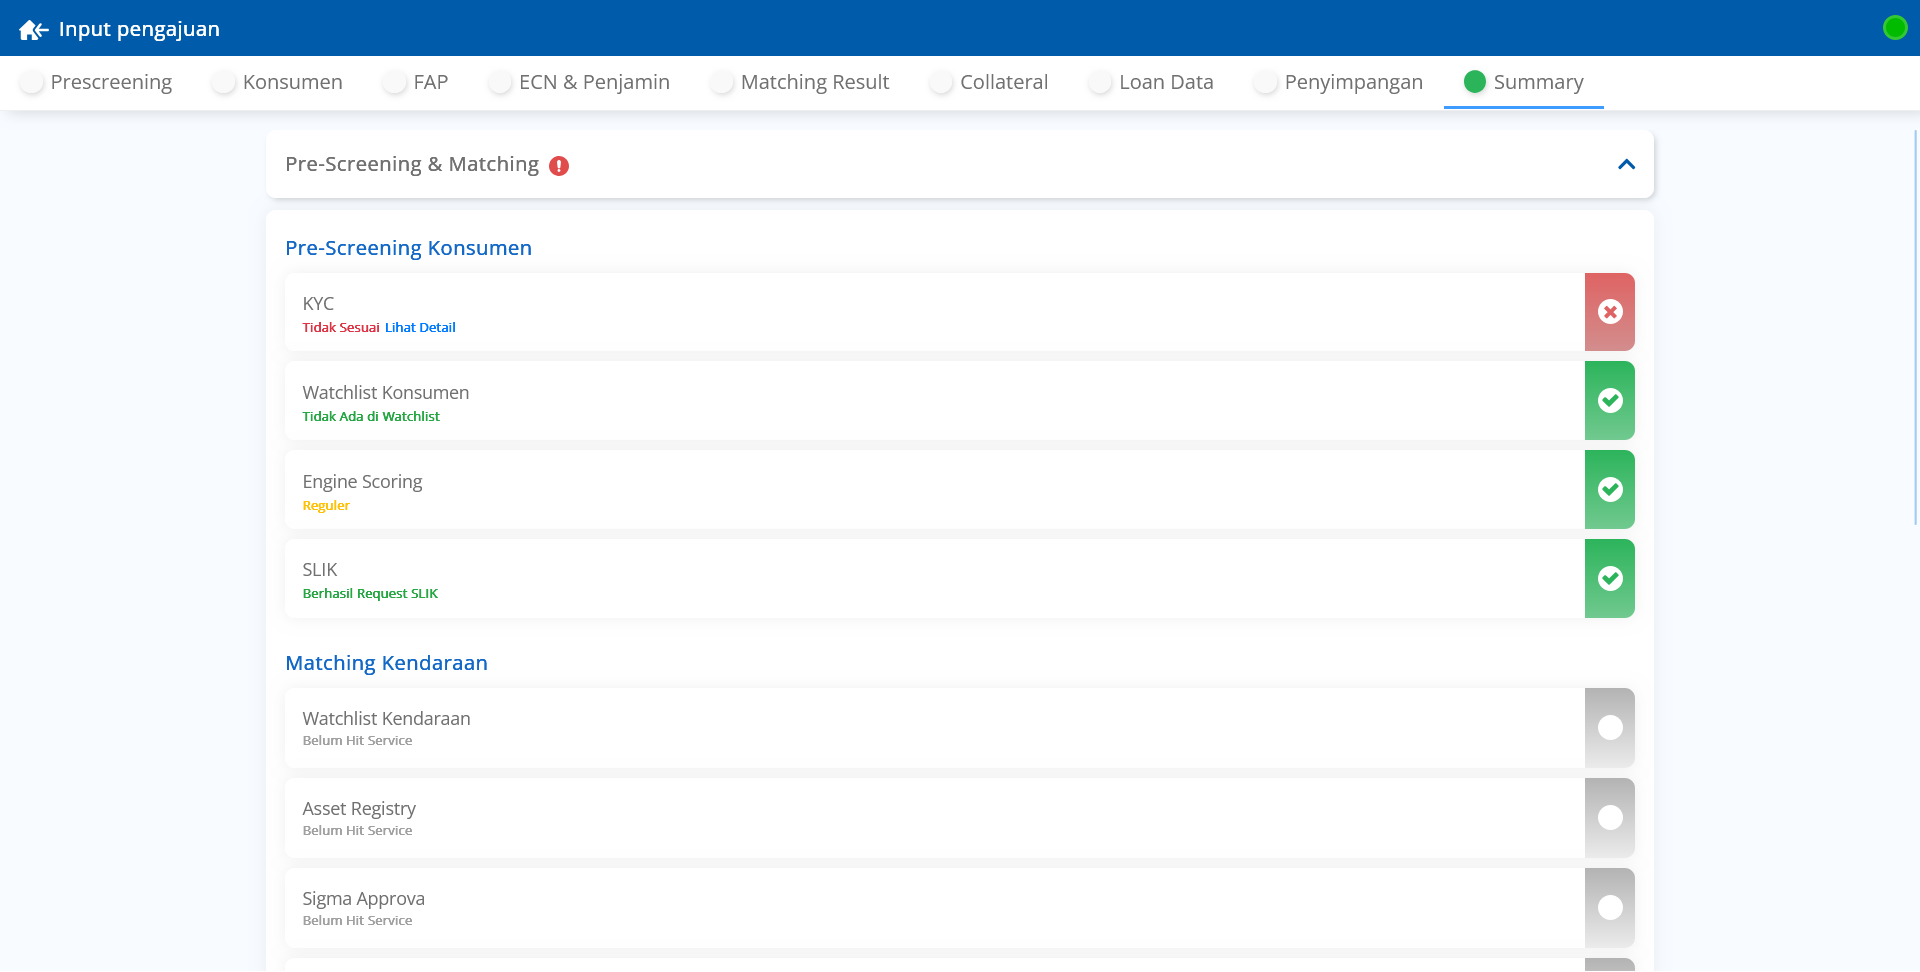 Input pengajuan
Prescreening Konsumen FAP ECN & Penjamin Matching Result Collateral Loan Data Penyimpangan Summary
Pre-Screening & Matching
Pre-Screening Konsumen
KYC
Tidak Sesuai Lihat Detail
Watchlist Konsumen
Tidak Ada di Watchlist
Engine Scoring
Reguler
SLIK
Berhasil Request SLIK
Matching Kendaraan
Watchlist Kendaraan
Belum Hit Service
Asset Registry
Belum Hit Service
Sigma Approva
Belum Hit Service